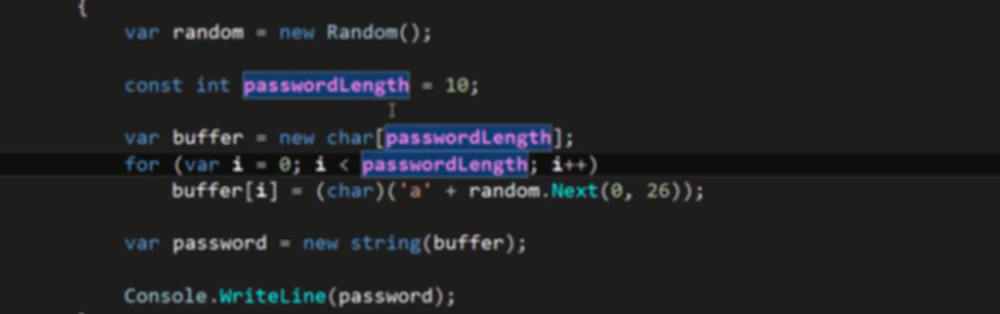 {
var random = new Random();
const int passwordLength = 10;
var buffer = new char[passwordLength];
for (var i = 0; i < passwordLength; i++)
buffer[i] = (char)('a' + random.Next(0, 26));
var password = new string(buffer);
Console.WriteLine(password);